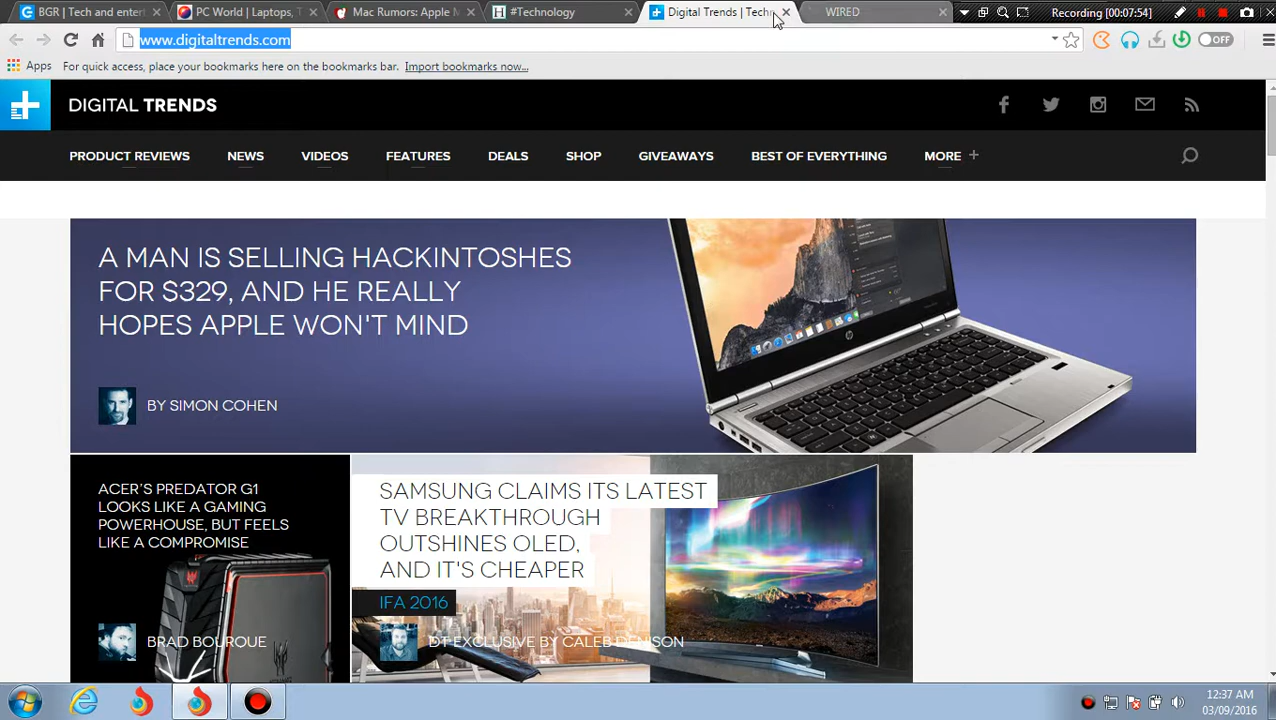 BGR | Tech and enter
PC World | Laptops, T
Mac Rumors: Apple M
#Technology
Digital Trends | Techn
WIRED
Recording [00:07:54]
www.digitaltrends.com
OFF
Apps
For quick access, place your bookmarks here on the bookmarks bar. Import bookmarks now...
DIGITAL TRENDS
PRODUCT REVIEWS NEWS VIDEOS FEATURES DEALS SHOP GIVEAWAYS BEST OF EVERYTHING MORE +
A MAN IS SELLING HACKINTOSHES
FOR $329, AND HE REALLY
HOPES APPLE WON'T MIND
BY SIMON COHEN
ACER'S PREDATOR G1
LOOKS LIKE A GAMING
POWERHOUSE, BUT FEELS
LIKE A COMPROMISE
BRAD BOURQUE
SAMSUNG CLAIMS ITS LATEST
TV BREAKTHROUGH
OUTSHINES OLED,
AND IT'S CHEAPER
IFA 2016
DT EXCLUSIVE BY CALEB DENISON
12:37 AM
03/09/2016